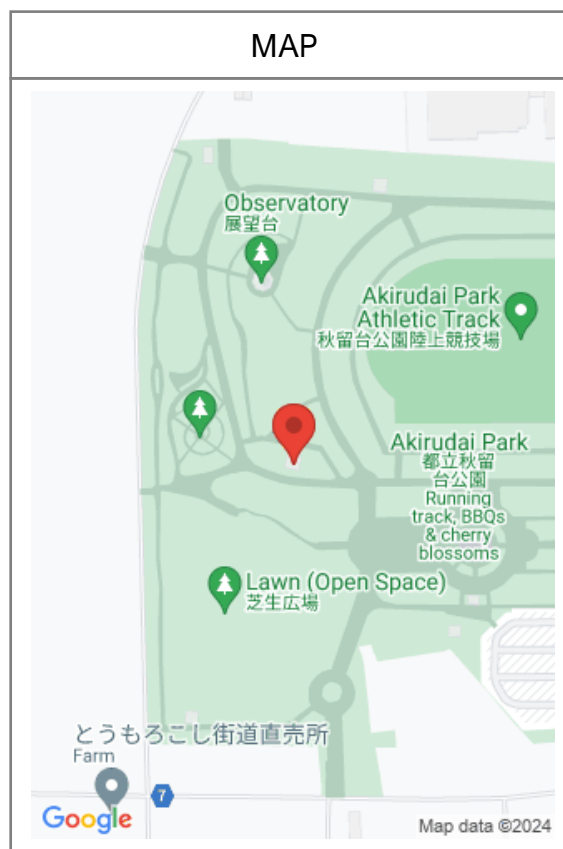 MAP
Observatory
展望台
Akirudai Park
Athletic Track
秋留台公園陸上競技場
Akirudai Park
都立秋留
台公園
Running
track, BBQs
& cherry
blossoms
Lawn (Open Space)
芝生広場
とうもろこし街道直売所
Farm
7
Google
Map data ©2024